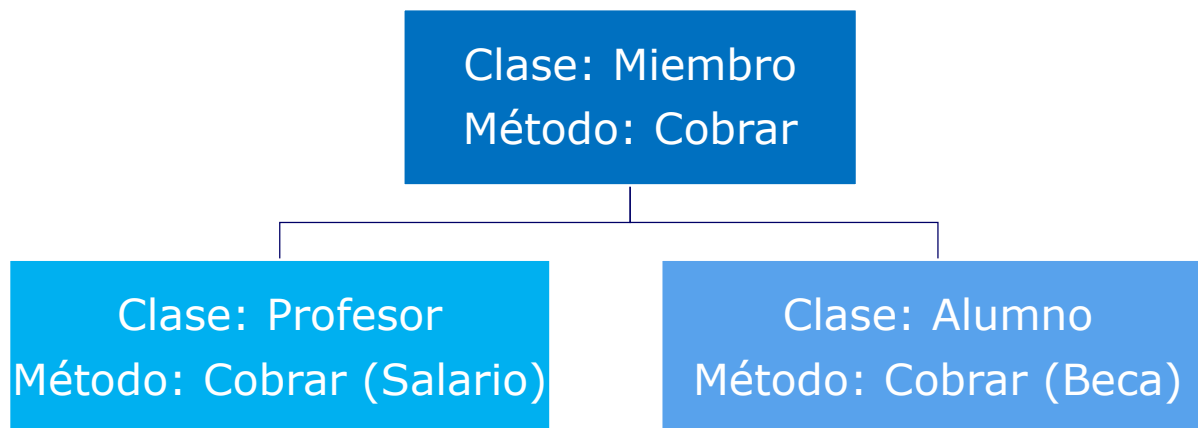 Clase: Miembro
Método: Cobrar
Clase: Profesor
Método: Cobrar (Salario)
Clase: Alumno
Método: Cobrar (Beca)